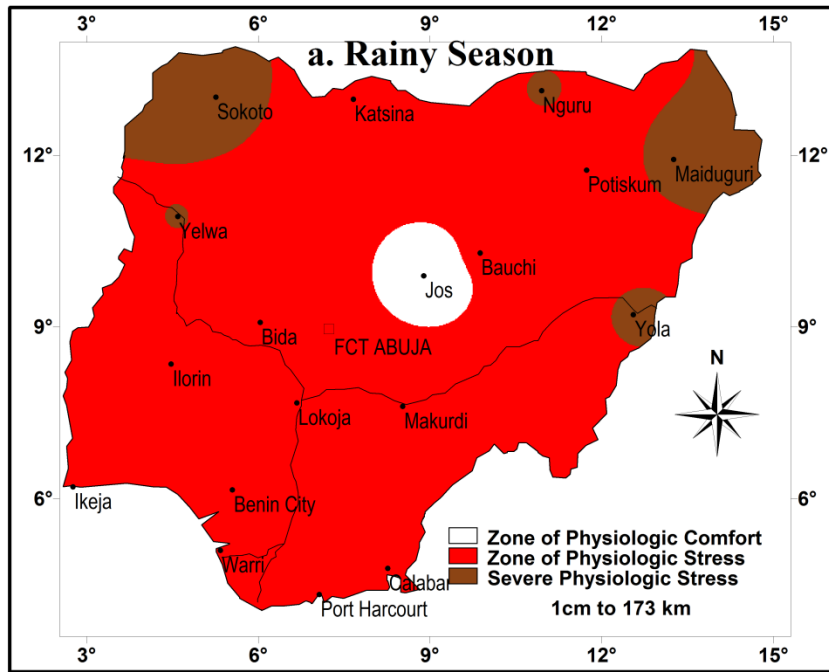 3° 6° 9° 12° 15°
a. Rainy Season
Sokoto
Katsina
Nguru
12° 12°
Potiskum
Maiduguri
Yelwa
Bauchi
Jos
9° 9°
Bida
FCT ABUJA
Yola
N
Ilorin
Lokoja
Makurdi
6° 6°
Ikeja
Benin City
Zone of Physiologic Comfort
Warri
Zone of Physiologic Stress
Calabar
Severe Physiologic Stress
Port Harcourt
1cm to 173 km
3° 6° 9° 12° 15°